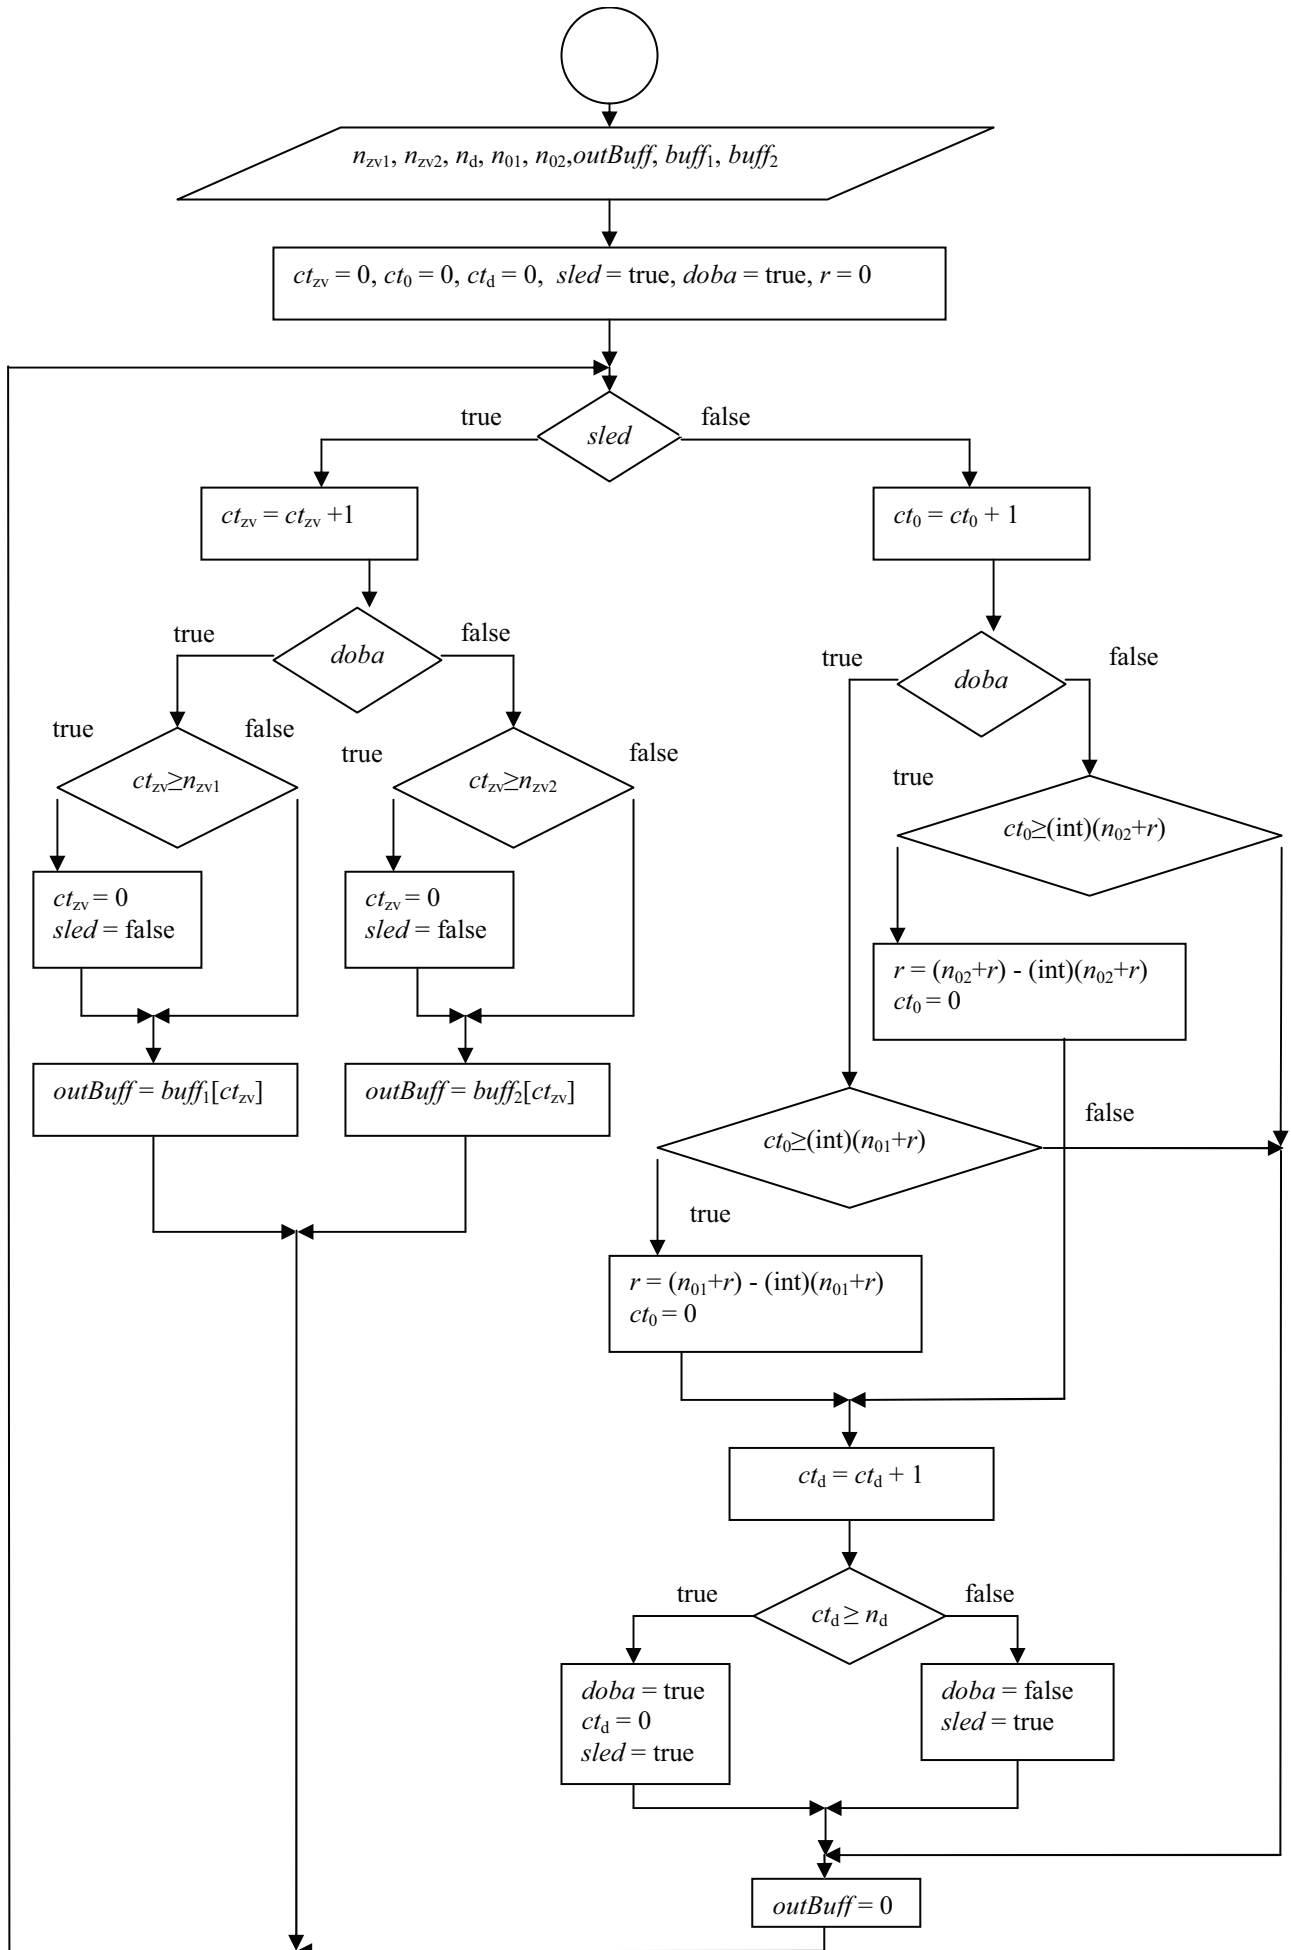 n_zv1, n_zv2, n_d, n_01, n_02,outBuff, buff_1, buff_2
ct_zv = 0, ct_0 = 0, ct_d = 0, sled = true, doba = true, r = 0
true
false
sled
ct_zv = ct_zv +1
ct_0 = ct_0 + 1
true
false
doba
true
false
doba
true
false
ct_zv≥n_zv1
true
false
ct_zv≥n_zv2
true
ct_0≥(int)(n_02+r)
ct_zv = 0
sled = false
ct_zv = 0
sled = false
r = (n_02+r) - (int)(n_02+r)
ct_0 = 0
outBuff = buff_1[ct_zv]
outBuff = buff_2[ct_zv]
false
ct_0≥(int)(n_01+r)
true
r = (n_01+r) - (int)(n_01+r)
ct_0 = 0
ct_d = ct_d + 1
true
false
ct_d ≥ n_d
doba = true
ct_d = 0
sled = true
doba = false
sled = true
outBuff = 0